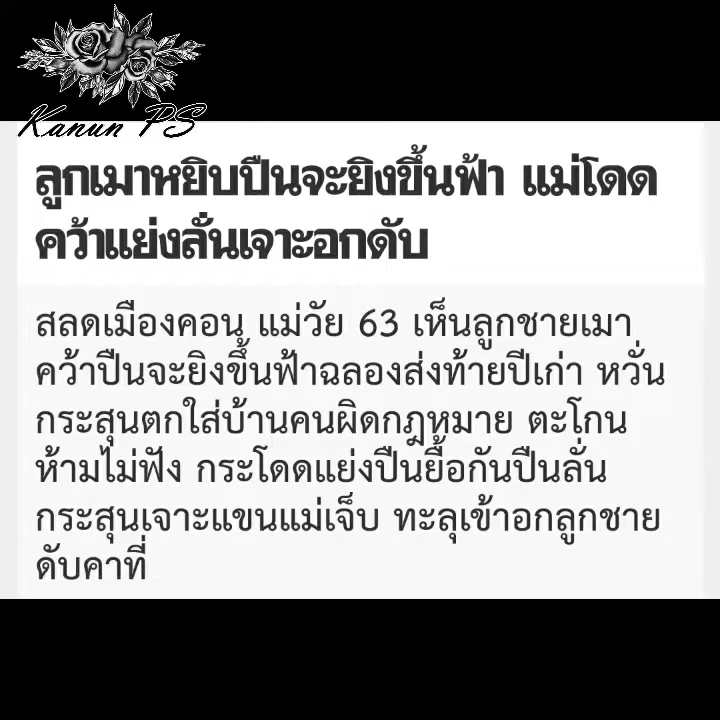 Kanun PS
ลูกเมาหยิบปืนจะยิงขึ้นฟ้า แม่โดด
คว้าแย่งลั่นเจาะอกดับ
สลดเมืองคอน แม่วัย 63 เห็นลูกชายเมา
คว้าปืนจะยิงขึ้นฟ้าฉลองส่งท้ายปีเก่า หวั่น
กระสุนตกใส่บ้านคนผิดกฎหมาย ตะโกน
ห้ามไม่ฟัง กระโดดแย่งปืนยื้อกันปืนลั่น
กระสุนเจาะแขนแม่เจ็บ ทะลุเข้าอกลูกชาย
ดับคาที่